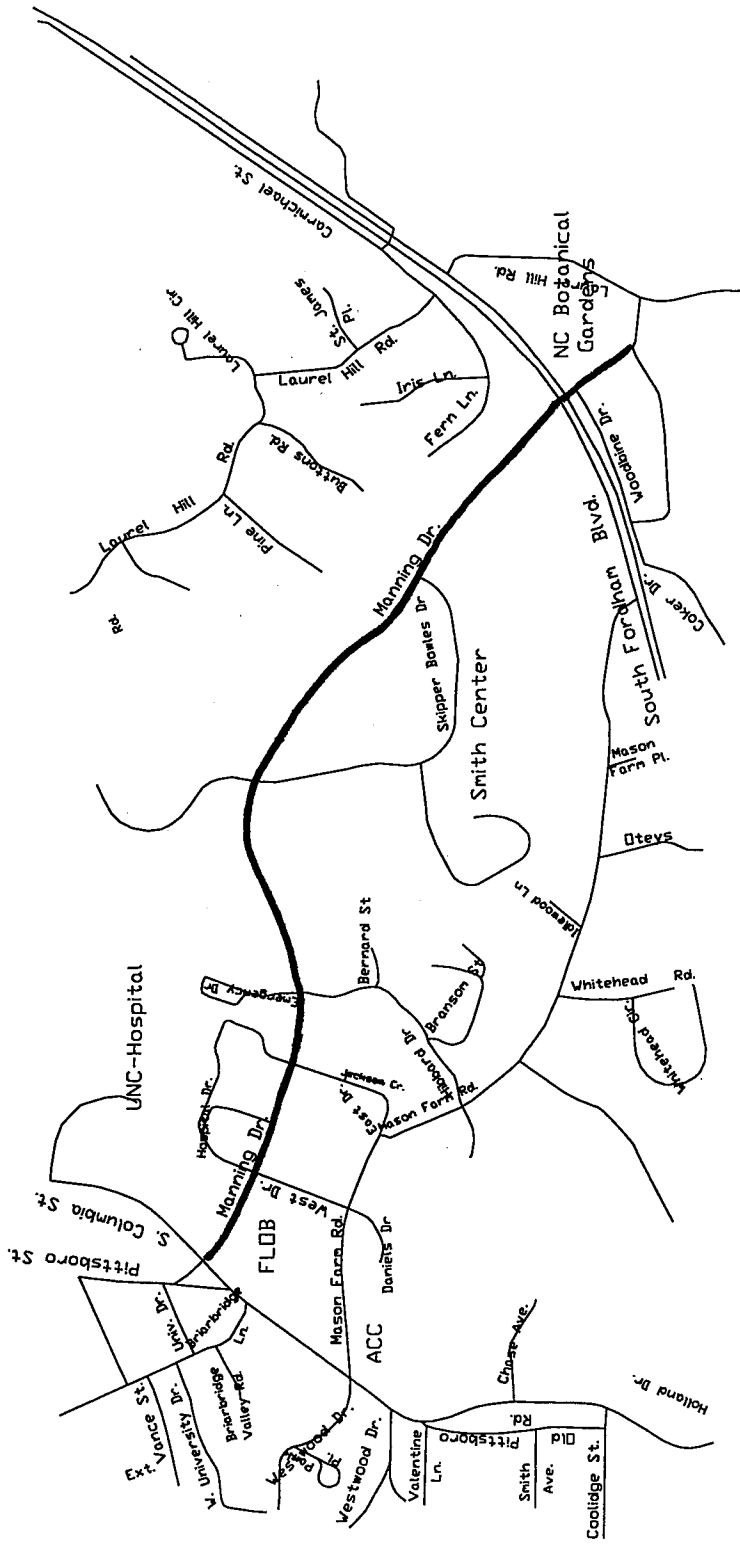 Carmichael St.
Laurel Hill Cir
St. James
Pl.
Laurel Hill Rd.
NC Botanical
Gardens
Laurel Hill Rd.
Iris Ln.
Fern Ln.
Buttons Rd.
Laurel Hill Rd.
Pine Ln.
Rd.
Woodbine Dr.
Manning Dr.
Skipper Bowles Dr
South Fordham Blvd.
Coker Dr.
Smith Center
Mason
Farm Pl.
Oteys
Idlewood Ln
Bernard St
Emergency Dr
UNC-Hospital
Branson St
Hibbard Dr
Whitehead Rd.
Whitehead Cir.
Jackson Cr.
East Dr.
Mason Farm Rd.
Hospital Dr.
Manning Dr.
West Dr.
S. Columbia St.
Pittsboro St.
FLOB
Mason Farm Rd.
Daniels Dr
Univ. Dr.
Briarbridge
Ln.
ACC
Chase Ave.
Holland Dr.
Briarbridge
Valley Rd.
Ext. Vance St.
W. University Dr.
Westwood Dr.
Pl.
Westwood Dr.
Valentine
Ln.
Old Pittsboro Rd.
Smith
Ave.
Coolidge St.